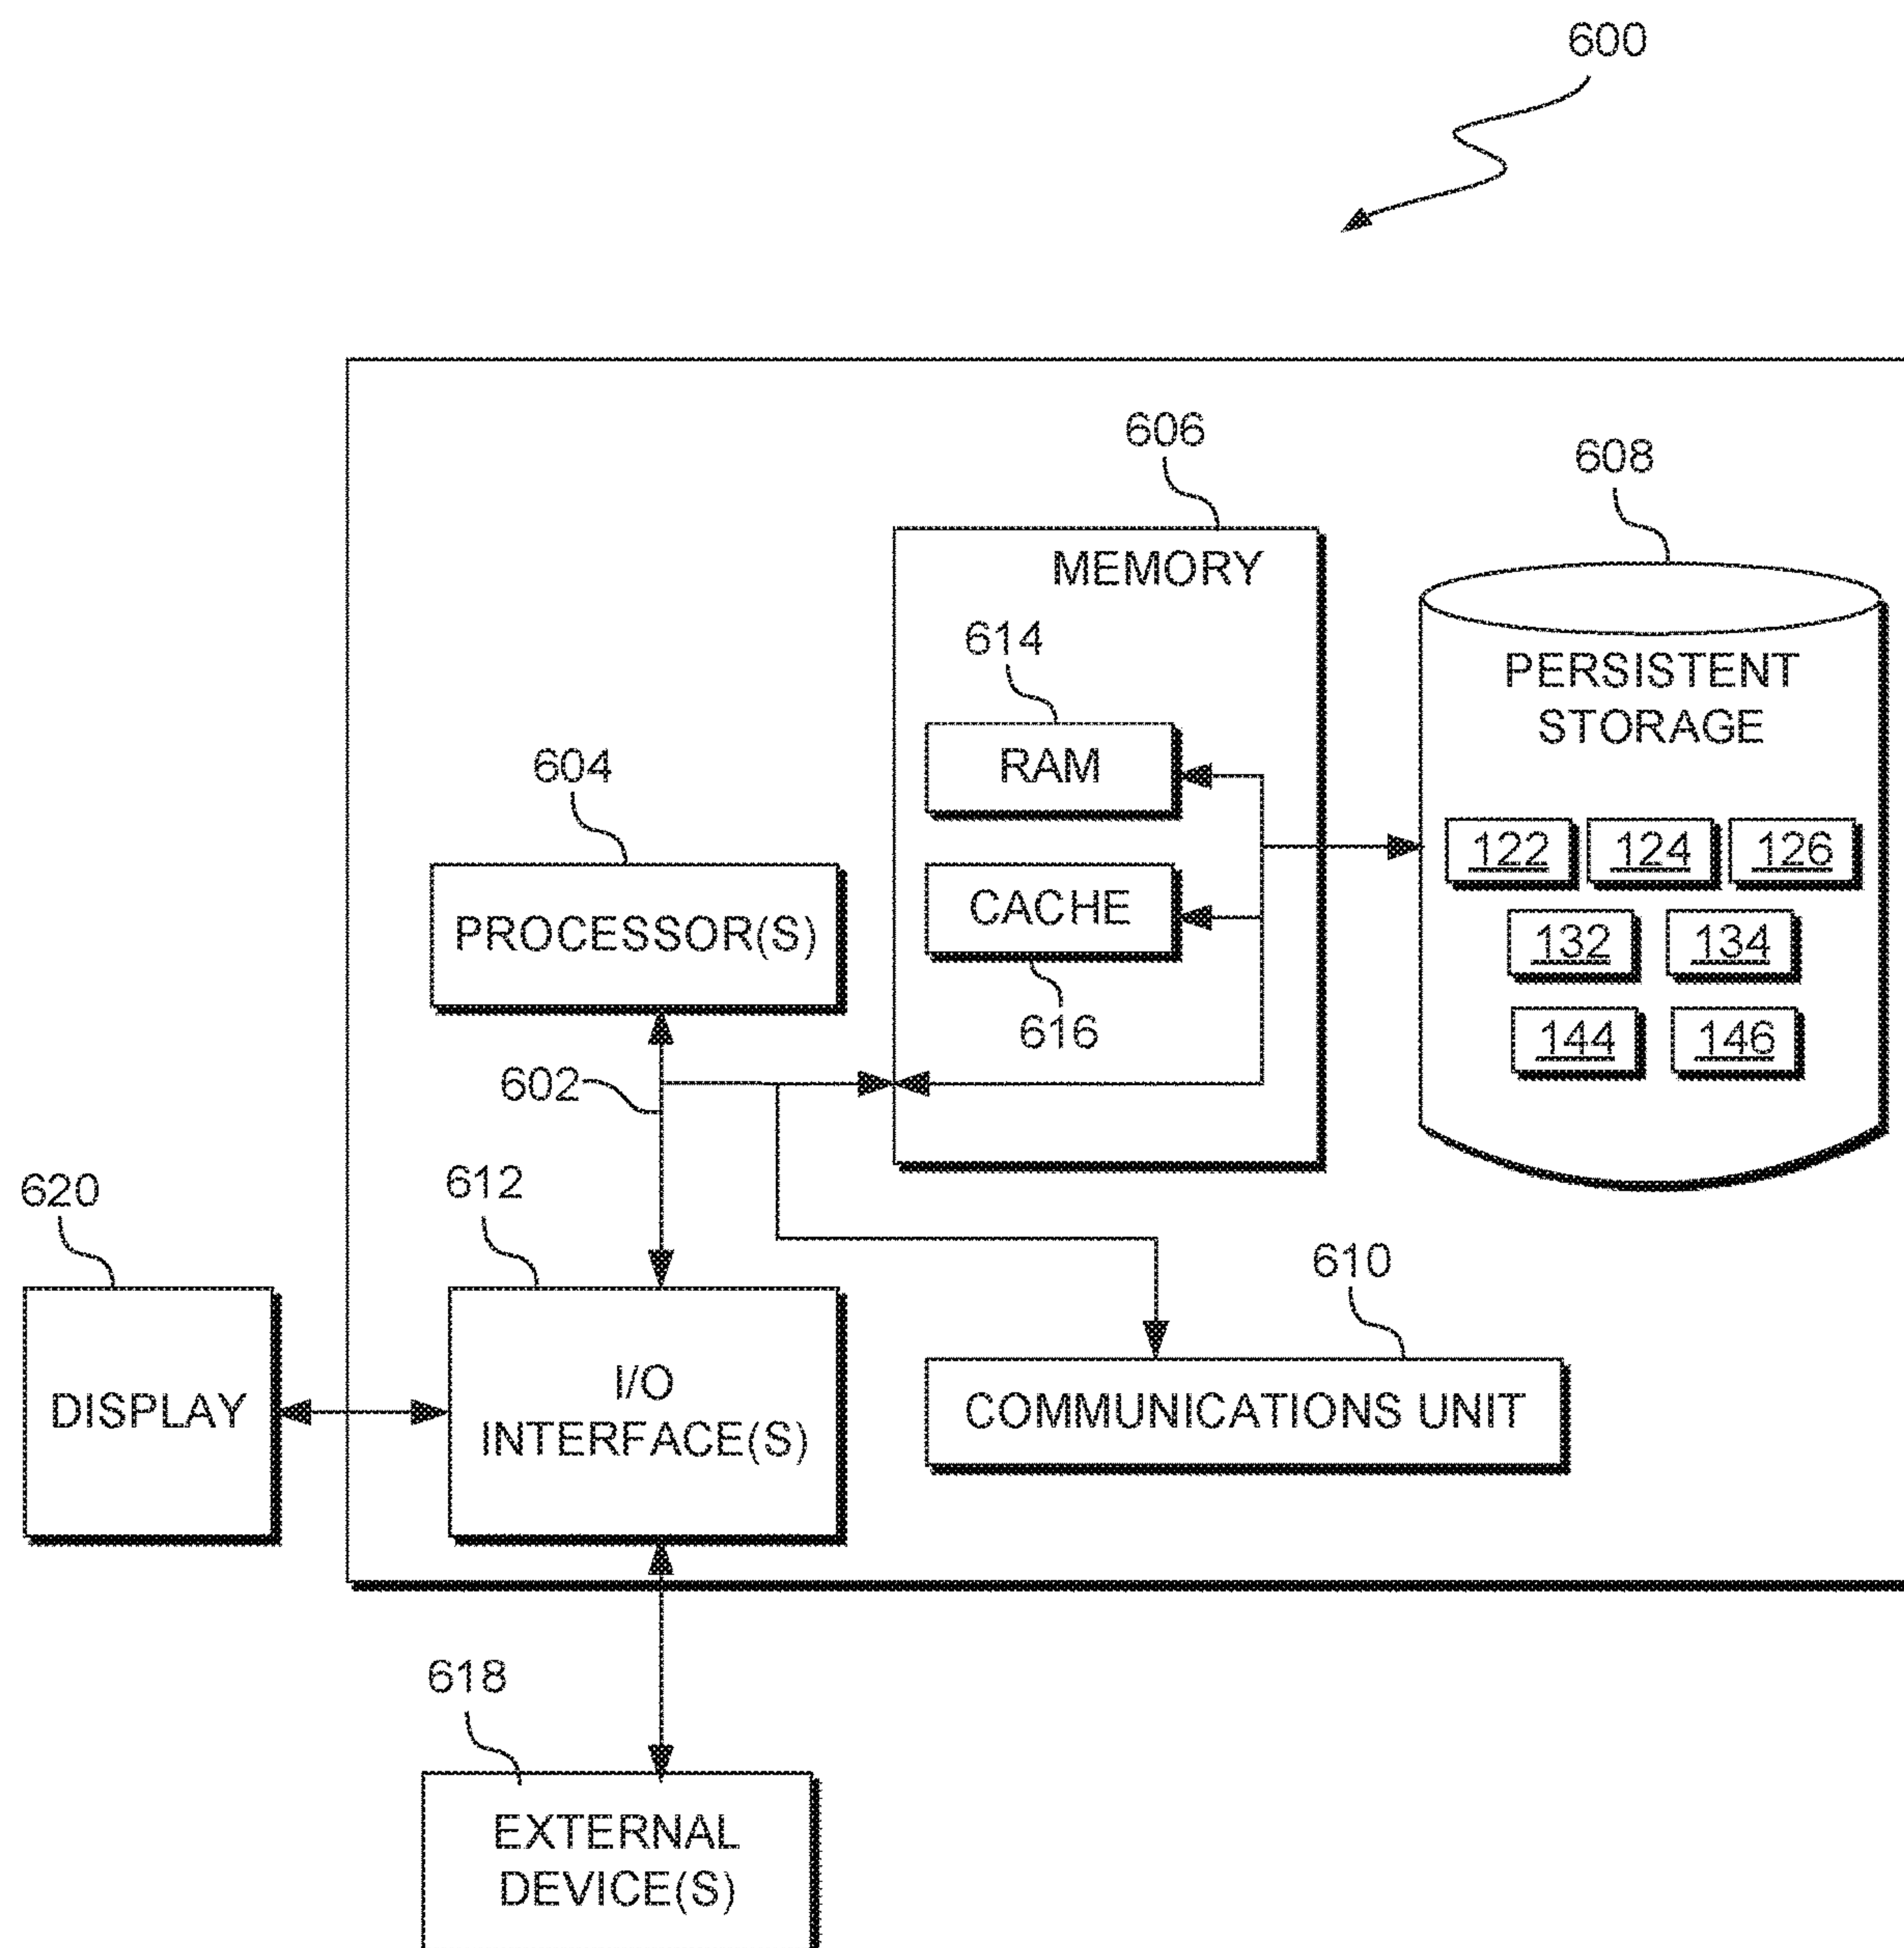 600
606
608
MEMORY
614
PERSISTENT
STORAGE
RAM
604
122 124 126
CACHE
PROCESSOR(S)
132 134
616
144 146
602
612
620
610
I/O
INTERFACE(S)
DISPLAY
COMMUNICATIONS UNIT
618
EXTERNAL
DEVICE(S)